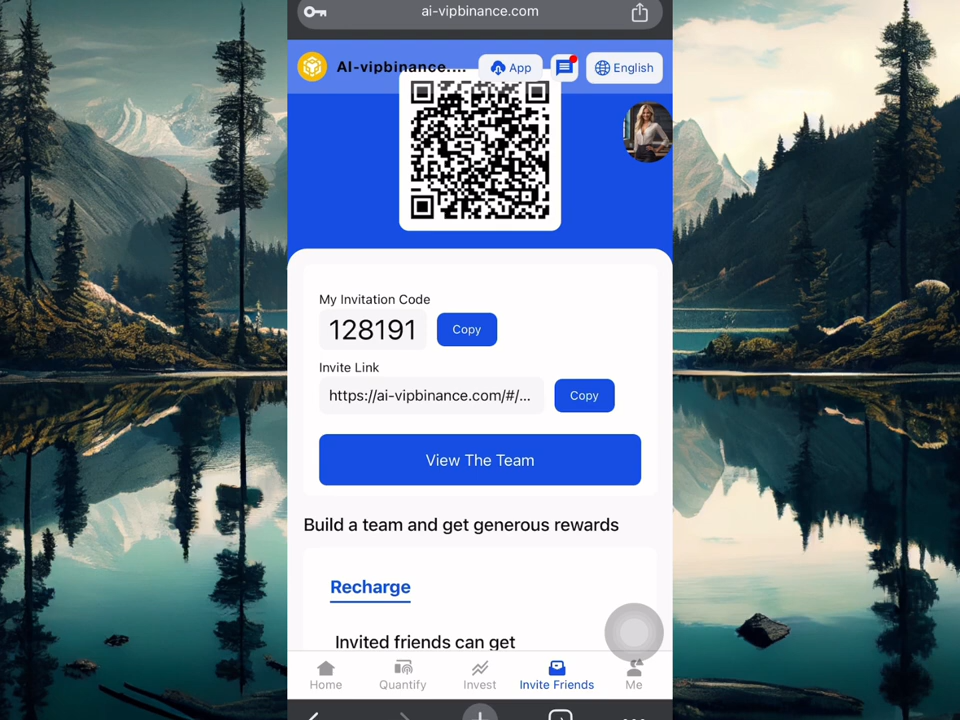 ai-vipbinance.com
AI-vipbinance....
App
English
My Invitation Code
128191
Copy
Invite Link
https://ai-vipbinance.com/#/...
Copy
View The Team
Build a team and get generous rewards
Recharge
Invited friends can get
Home
Quantify
Invest
Invite Friends
Me